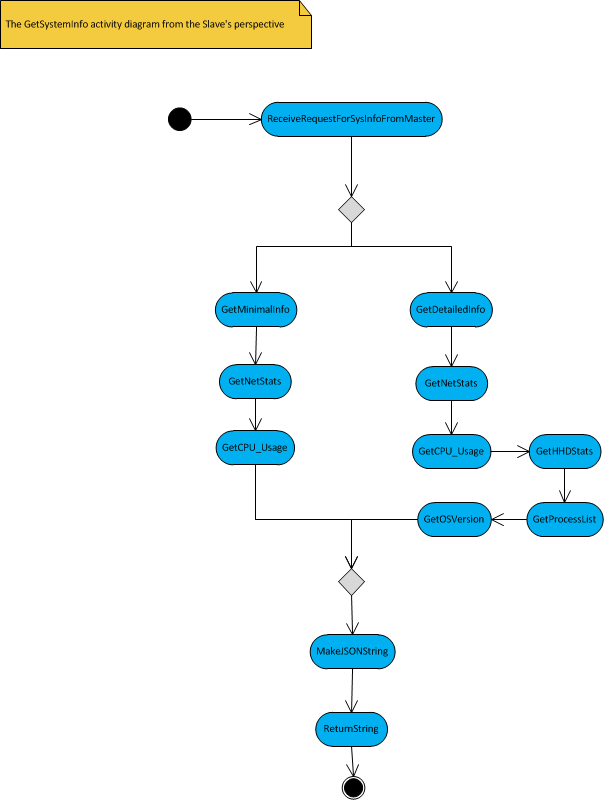 The GetSystemInfo activity diagram from the Slave's perspective
ReceiveRequestForSysInfoFromMaster
GetMinimalInfo
GetDetailedInfo
GetNetStats
GetNetStats
GetCPU_Usage
GetCPU_Usage
GetHHDStats
GetOSVersion
GetProcessList
MakeJSONString
ReturnString